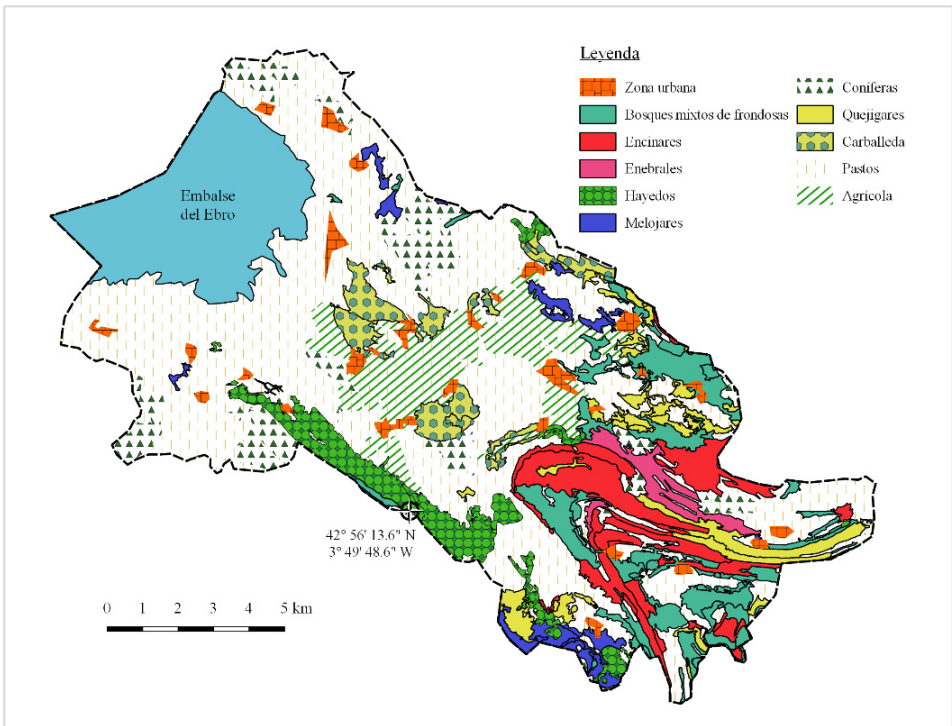 Leyenda
Zona urbana
Bosques mixtos de frondosas
Encinares
Enebrales
Hayedos
Melojares
Coníferas
Quejigares
Carballeda
Pastos
Agrícola
Embalse
del Ebro
42° 56' 13.6" N
3° 49' 48.6" W
0 1 2 3 4 5 km